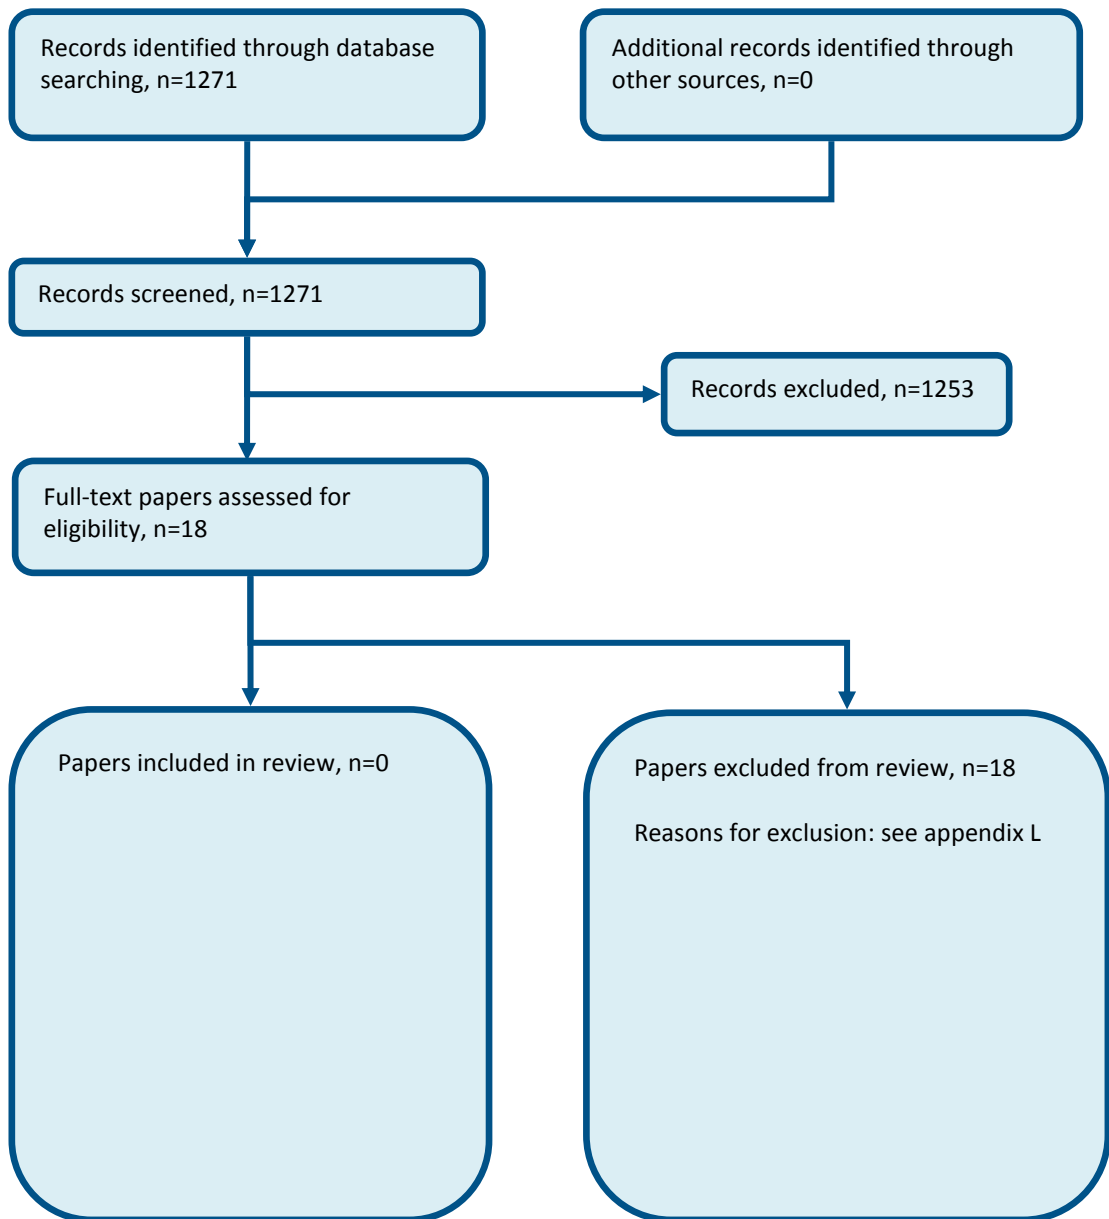 Records identified through database
searching, n=1271
Additional records identified through
other sources, n=0
Records screened, n=1271
Records excluded, n=1253
Full-text papers assessed for
eligibility, n=18
Papers included in review, n=0
Papers excluded from review, n=18
Reasons for exclusion: see appendix L